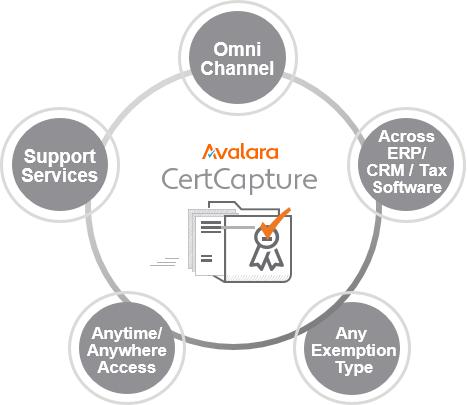 Omni
Channel
Across
ERP/
CRM / Tax
Software
Any
Exemption
Type
Anytime/
Anywhere
Access
Support
Services
Avalara
CertCapture